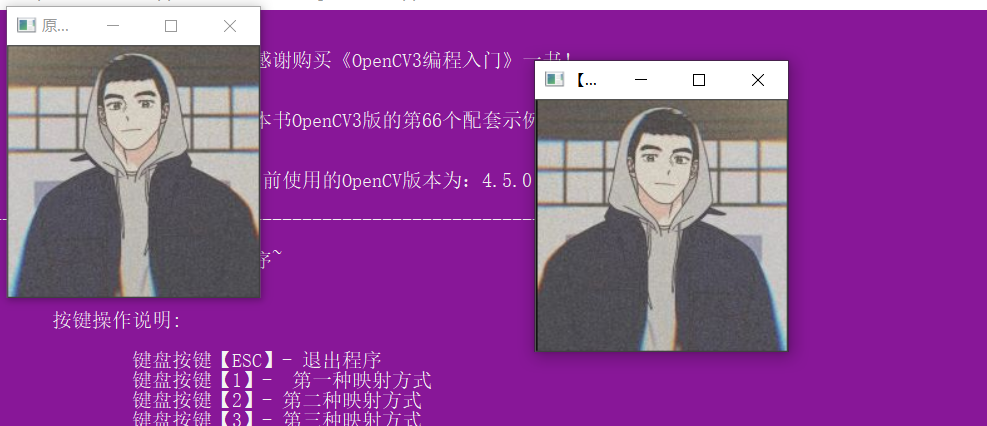 原...
感谢购买《OpenCV3编程入门》一书!
【...
本书OpenCV3版的第66个配套示例
前使用的OpenCV版本为: 4.5.0
序~
按键操作说明:
键盘按键【ESC】- 退出程序
键盘按键【1】- 第一种映射方式
键盘按键【2】- 第二种映射方式
键盘按键【3】- 第三种映射方式